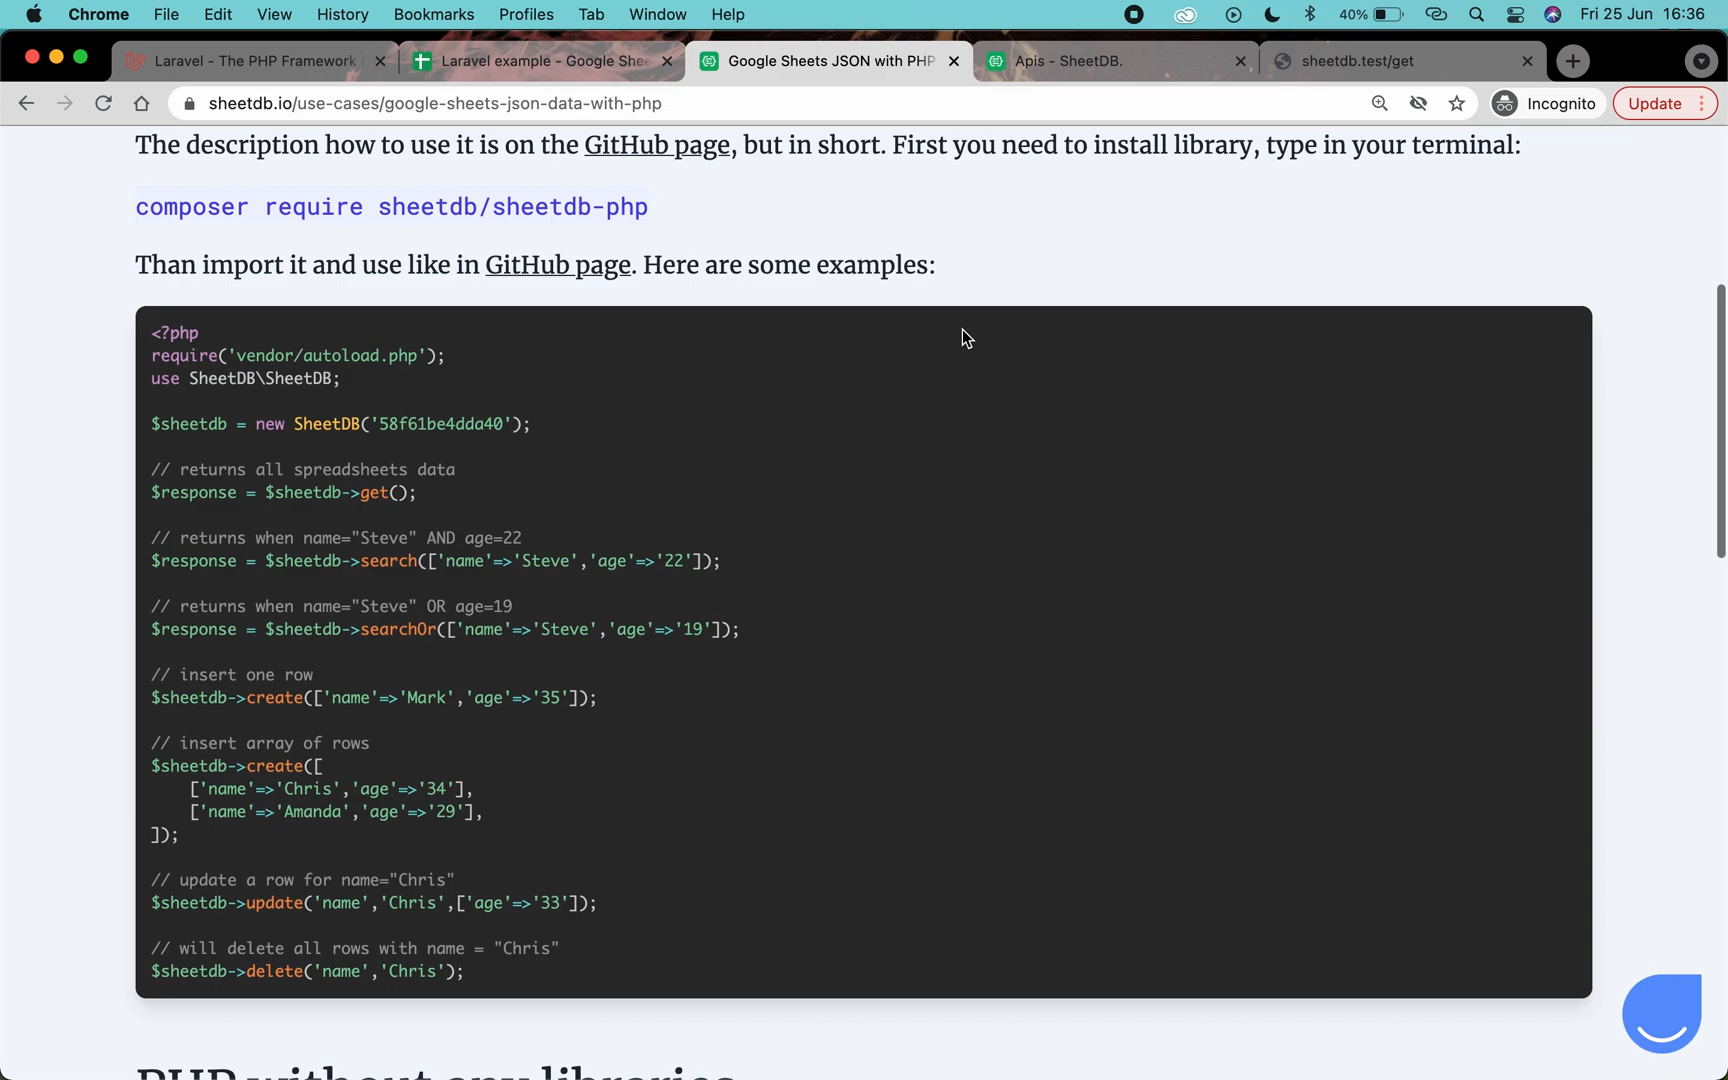 Chrome File Edit View History Bookmarks Profiles Tab Window Help 40% Fri 25 Jun 16:36
Laravel - The PHP Framework Laravel example - Google She Google Sheets JSON with PHP Apis - SheetDB. sheetdb.test/get
sheetdb.io/use-cases/google-sheets-json-data-with-php Incognito Update
The description how to use it is on the GitHub page, but in short. First you need to install library, type in your terminal:
composer require sheetdb/sheetdb-php
Than import it and use like in GitHub page. Here are some examples:
<?php
require('vendor/autoload.php');
use SheetDB\SheetDB;
$sheetdb = new SheetDB('58f61be4dda40');
// returns all spreadsheets data
$response = $sheetdb->get();
// returns when name="Steve" AND age=22
$response = $sheetdb->search(['name'=>'Steve','age'=>'22']);
// returns when name="Steve" OR age=19
$response = $sheetdb->searchOr(['name'=>'Steve','age'=>'19']);
// insert one row
$sheetdb->create(['name'=>'Mark','age'=>'35']);
// insert array of rows
$sheetdb->create([
['name'=>'Chris','age'=>'34'],
['name'=>'Amanda','age'=>'29'],
]);
// update a row for name="Chris"
$sheetdb->update('name','Chris',['age'=>'33']);
// will delete all rows with name = "Chris"
$sheetdb->delete('name','Chris');
PHP without any libraries